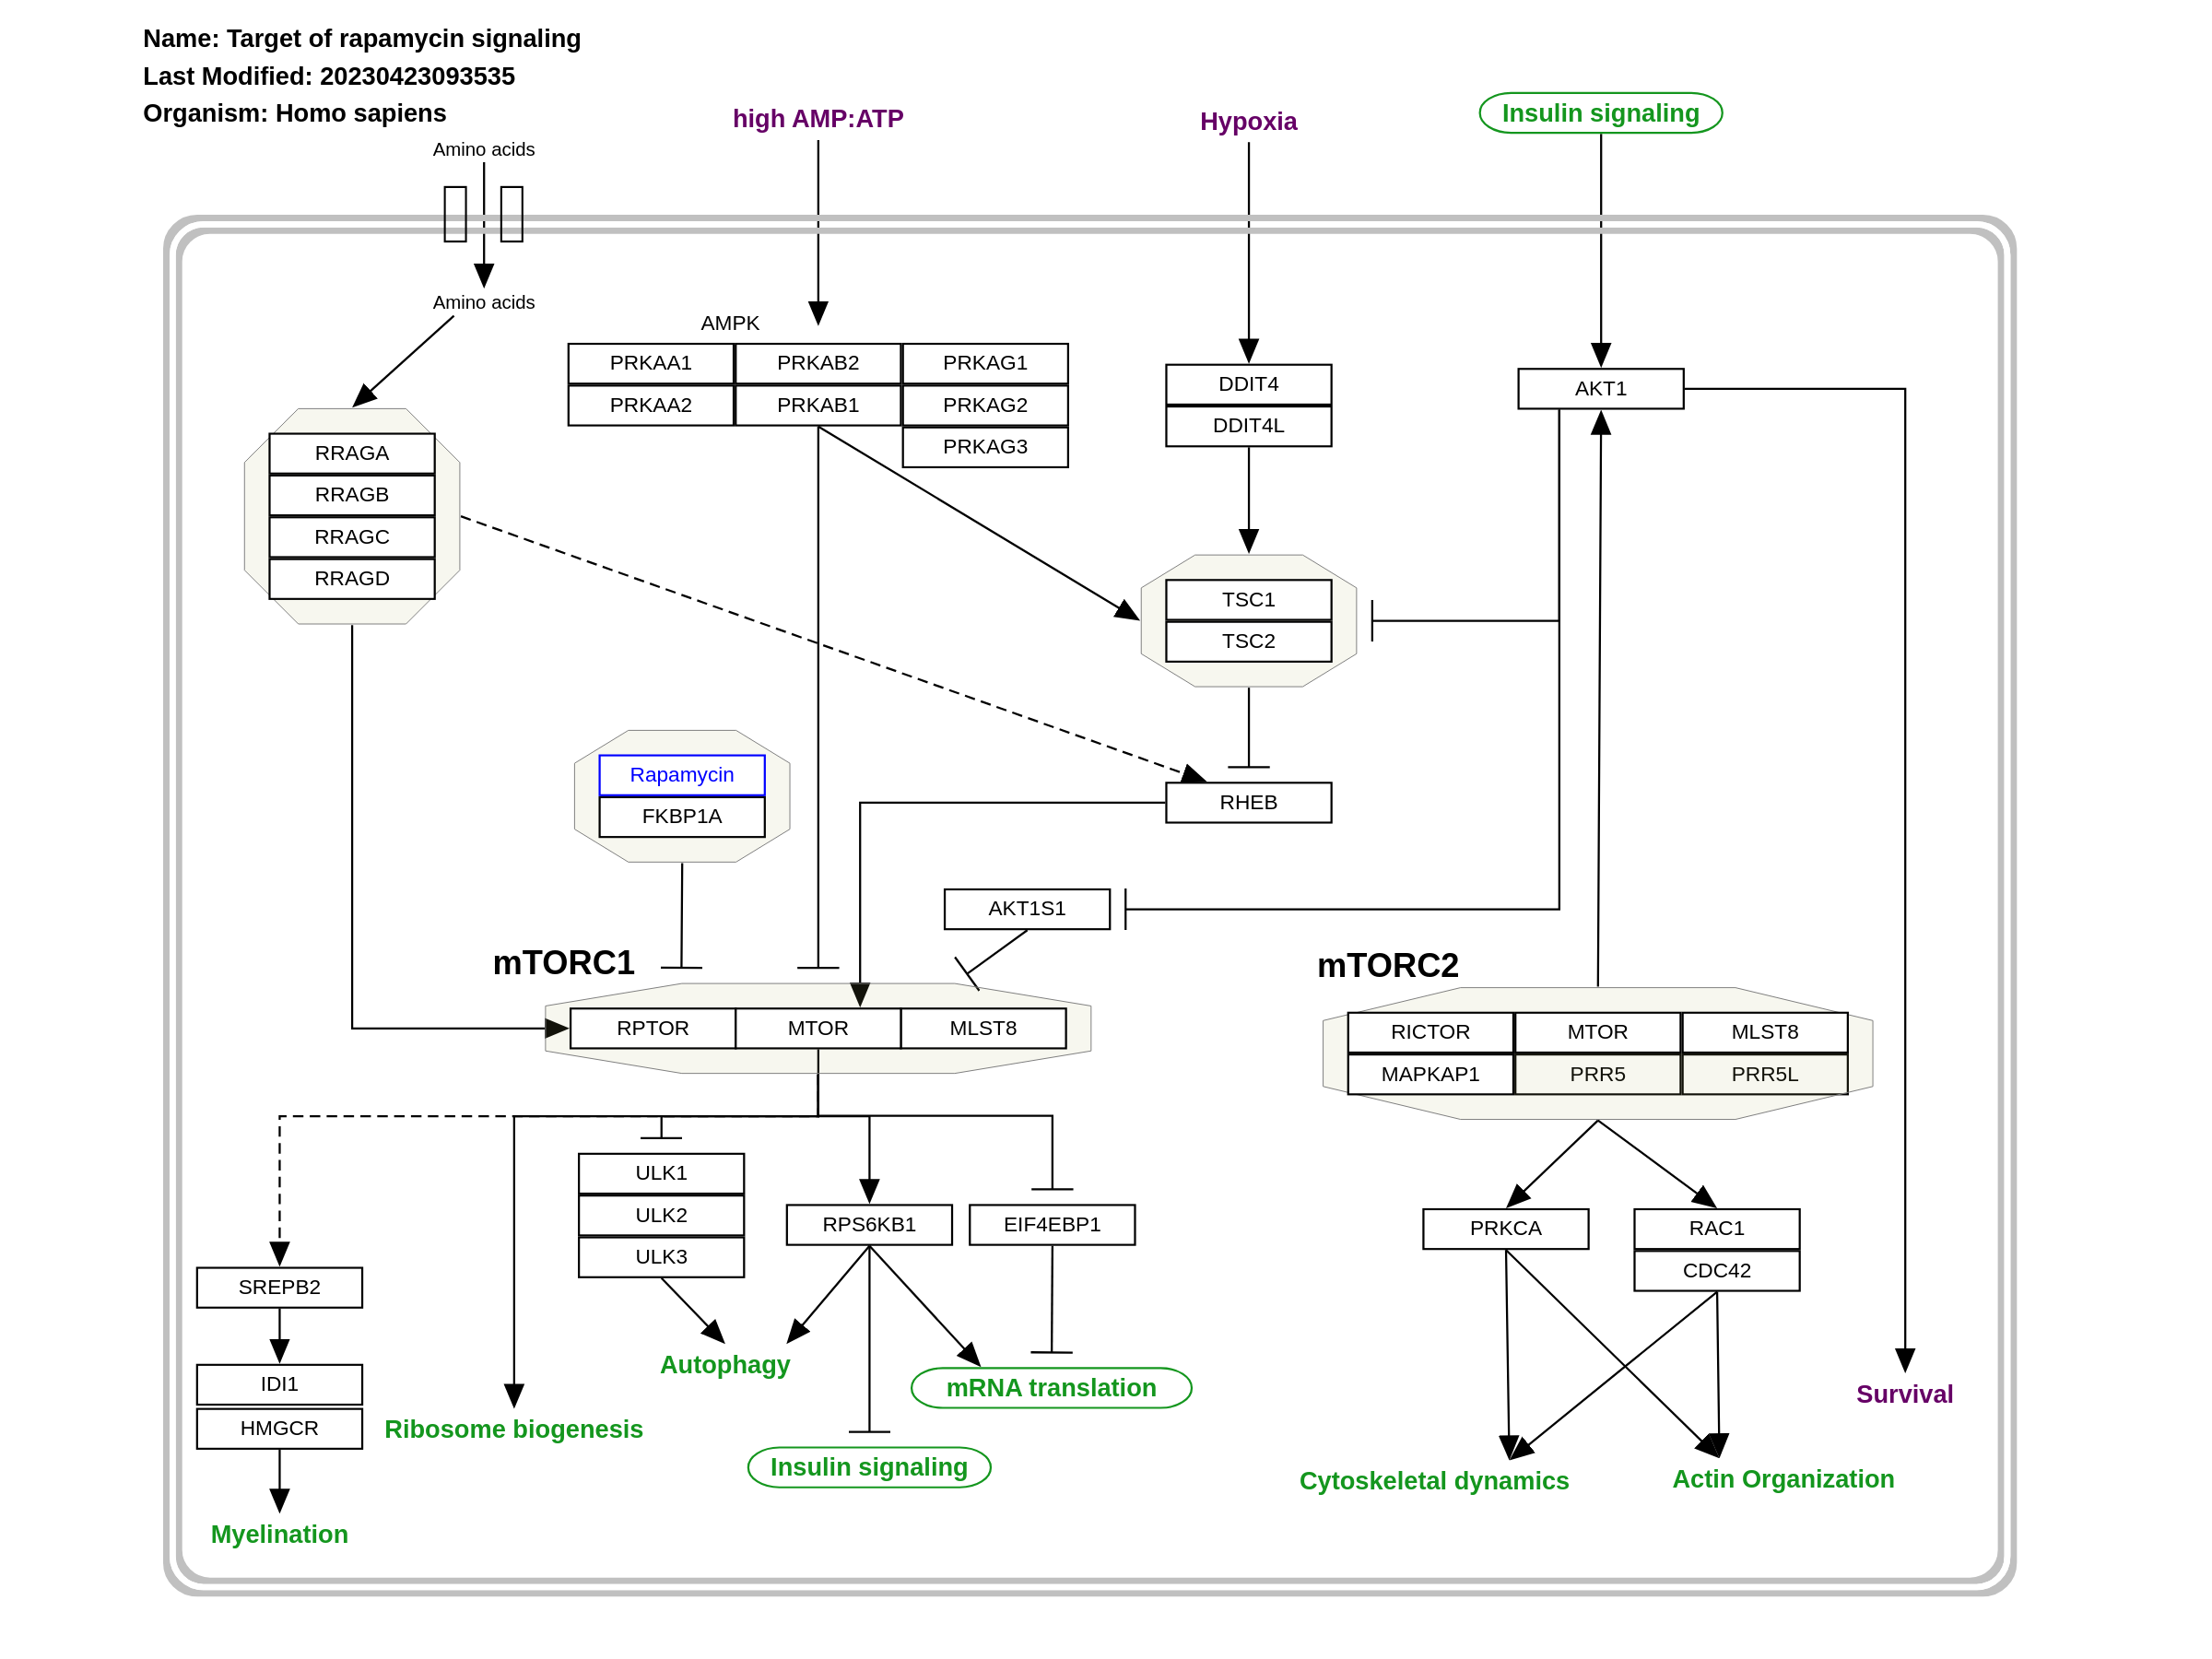 Name: Target of rapamycin signaling
Last Modified: 20230423093535
Organism: Homo sapiens
high AMP:ATP
Hypoxia
Insulin signaling
Amino acids
Amino acids
AMPK
PRKAA1
PRKAB2
PRKAG1
PRKAA2
PRKAB1
PRKAG2
PRKAG3
DDIT4
DDIT4L
AKT1
RRAGA
RRAGB
RRAGC
RRAGD
TSC1
TSC2
Rapamycin
FKBP1A
RHEB
AKT1S1
mTORC1
mTORC2
RPTOR
MTOR
MLST8
RICTOR
MTOR
MLST8
MAPKAP1
PRR5
PRR5L
ULK1
ULK2
ULK3
RPS6KB1
EIF4EBP1
PRKCA
RAC1
CDC42
SREPB2
IDI1
HMGCR
Autophagy
mRNA translation
Survival
Ribosome biogenesis
Insulin signaling
Cytoskeletal dynamics
Actin Organization
Myelination